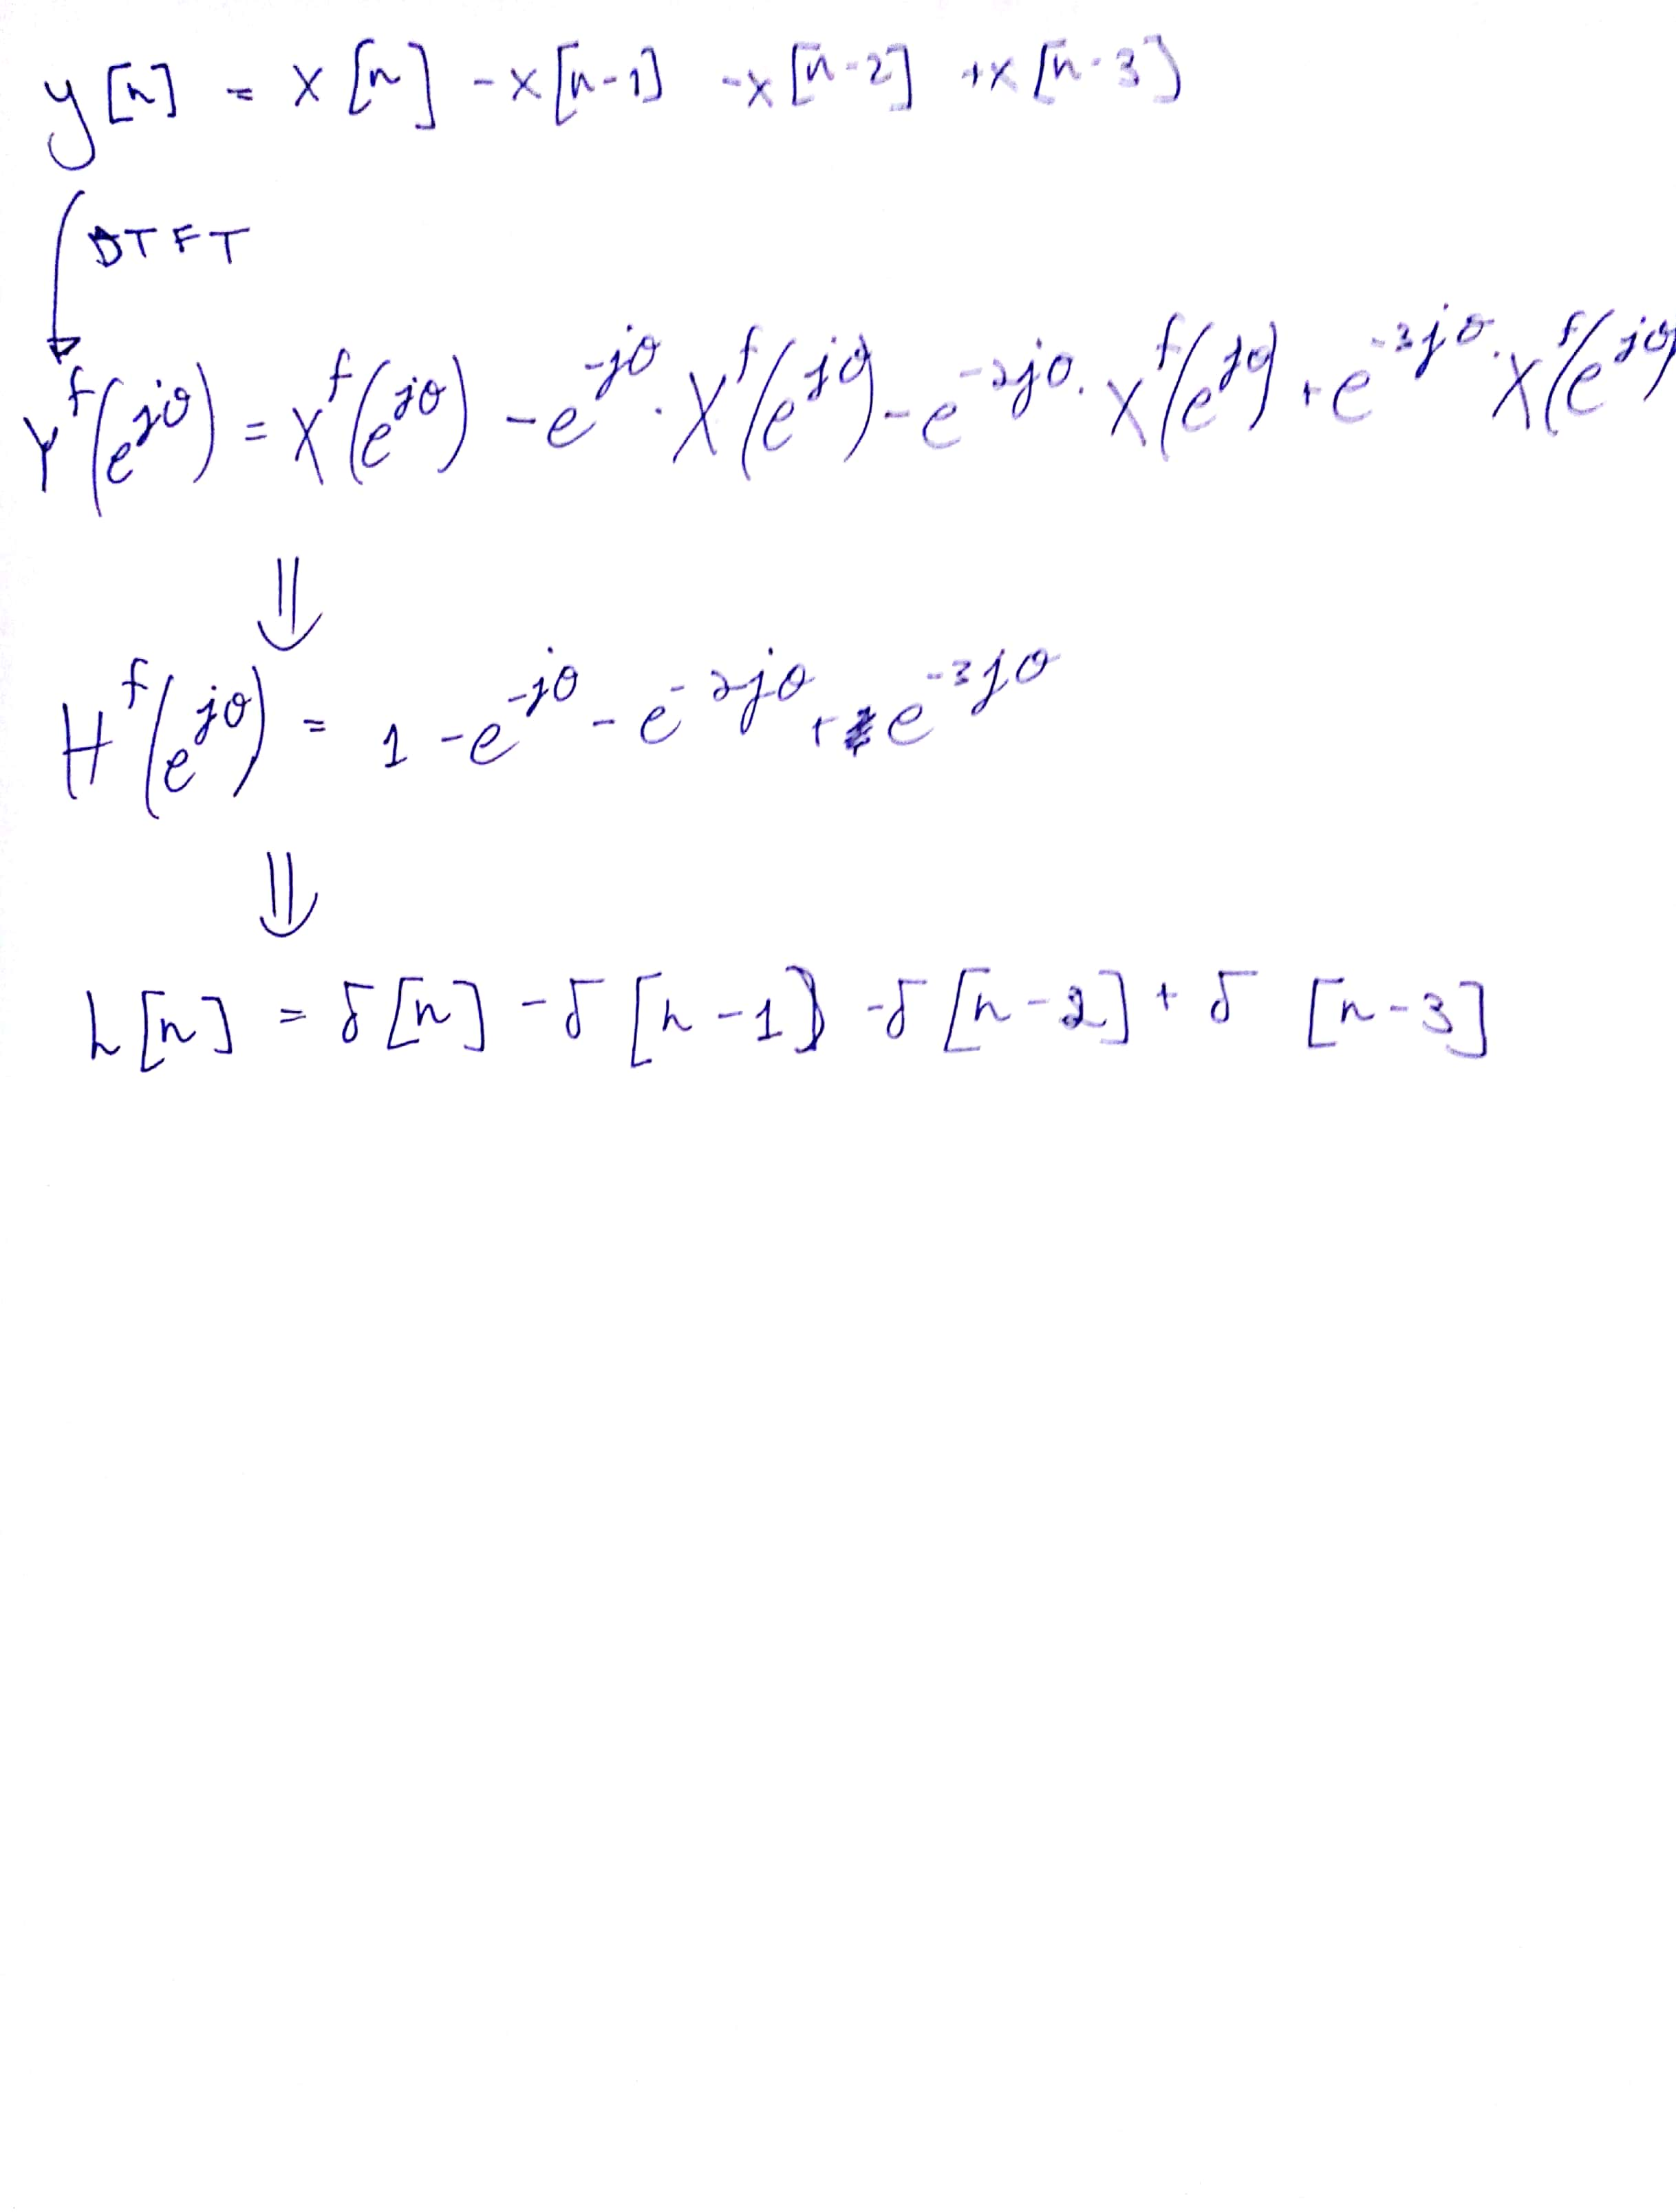 y[n] = x[n] -x[n-1] -x[n-2] +x[n-3]
DTFT
Y^f(e^{jθ}) = X^f(e^{jθ}) - e^{-jθ} · X^f(e^{jθ}) - e^{-2jθ} · X^f(e^{jθ}) + e^{-3jθ} · X^f(e^{jθ})
⇓
H^f(e^{jθ}) = 1 - e^{-jθ} - e^{-2jθ} + e^{-3jθ}
⇓
h[n] = δ[n] - δ[n-1] - δ[n-2] + δ[n-3]